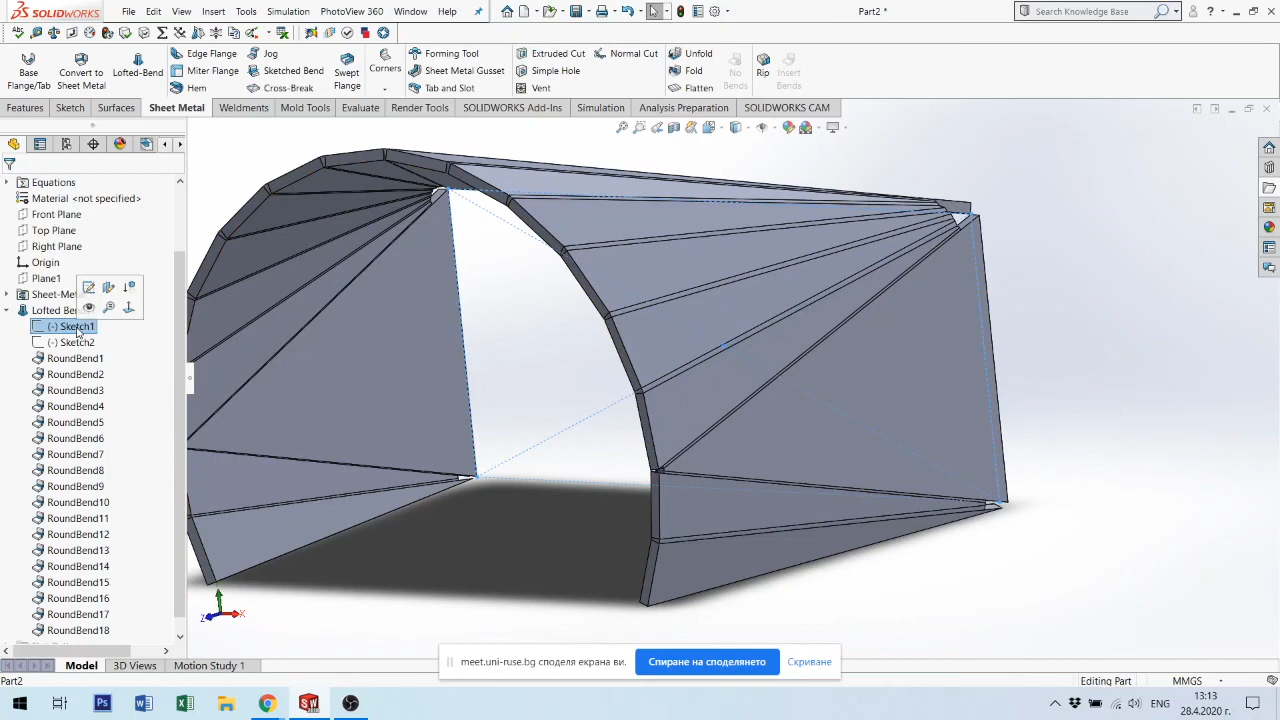 SOLIDWORKS File Edit View Insert Tools Simulation PhotoView 360 Window Help Part2 * Search Knowledge Base ?
Base Flange/Tab Convert to Sheet Metal Lofted-Bend Edge Flange Miter Flange Hem Jog Sketched Bend Cross-Break Swept Flange Corners Forming Tool Sheet Metal Gusset Tab and Slot Extruded Cut Simple Hole Vent Normal Cut Unfold Fold Flatten No Bends Rip Insert Bends
Features Sketch Surfaces Sheet Metal Weldments Mold Tools Evaluate Render Tools SOLIDWORKS Add-Ins Simulation Analysis Preparation SOLIDWORKS CAM
Equations
Material <not specified>
Front Plane
Top Plane
Right Plane
Origin
Plane1
Sheet-Me
Lofted Be
(-) Sketch1
(-) Sketch2
RoundBend1
RoundBend2
RoundBend3
RoundBend4
RoundBend5
RoundBend6
RoundBend7
RoundBend8
RoundBend9
RoundBend10
RoundBend11
RoundBend12
RoundBend13
RoundBend14
RoundBend15
RoundBend16
RoundBend17
RoundBend18
Z X
meet.uni-ruse.bg споделя екрана ви. Спиране на споделянето Скриване
Model 3D Views Motion Study 1
Part2 Editing Part MMGS
ENG 13:13
28.4.2020 г.